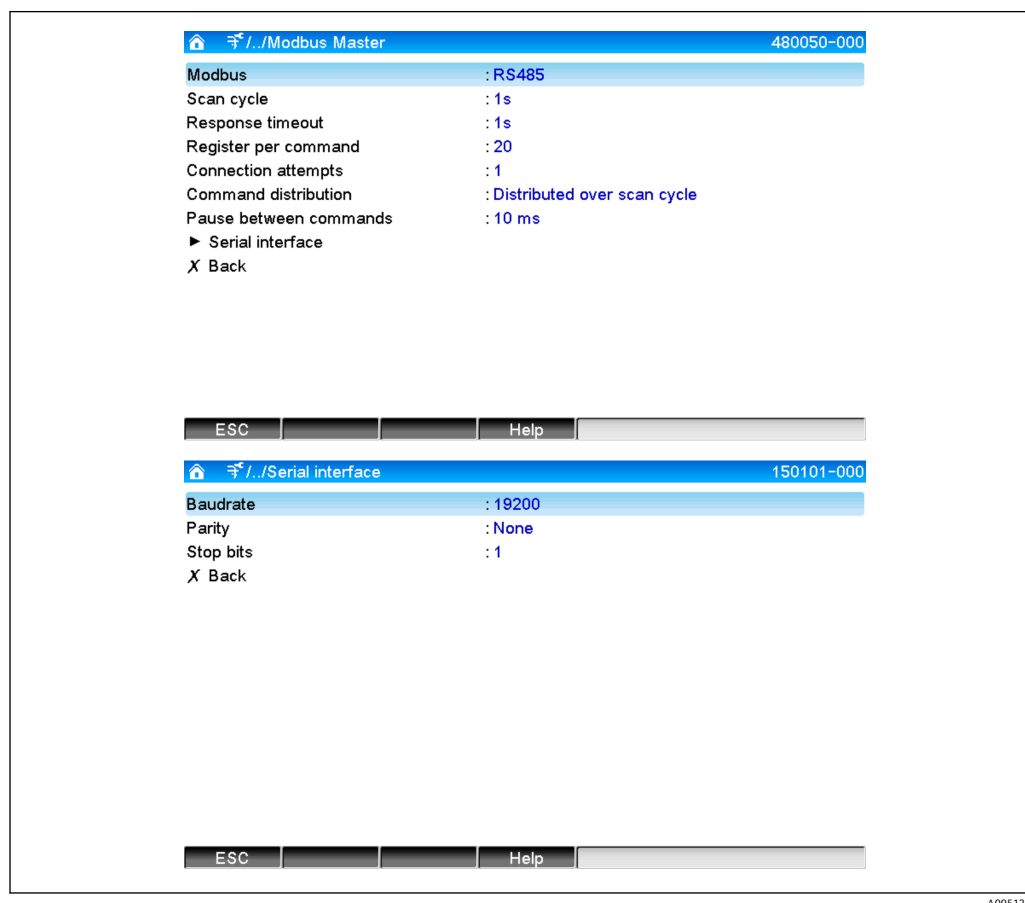 /../Modbus Master 480050-000
Modbus : RS485
Scan cycle : 1s
Response timeout : 1s
Register per command : 20
Connection attempts : 1
Command distribution : Distributed over scan cycle
Pause between commands : 10 ms
► Serial interface
X Back
ESC Help
/../Serial interface 150101-000
Baudrate : 19200
Parity : None
Stop bits : 1
X Back
ESC Help